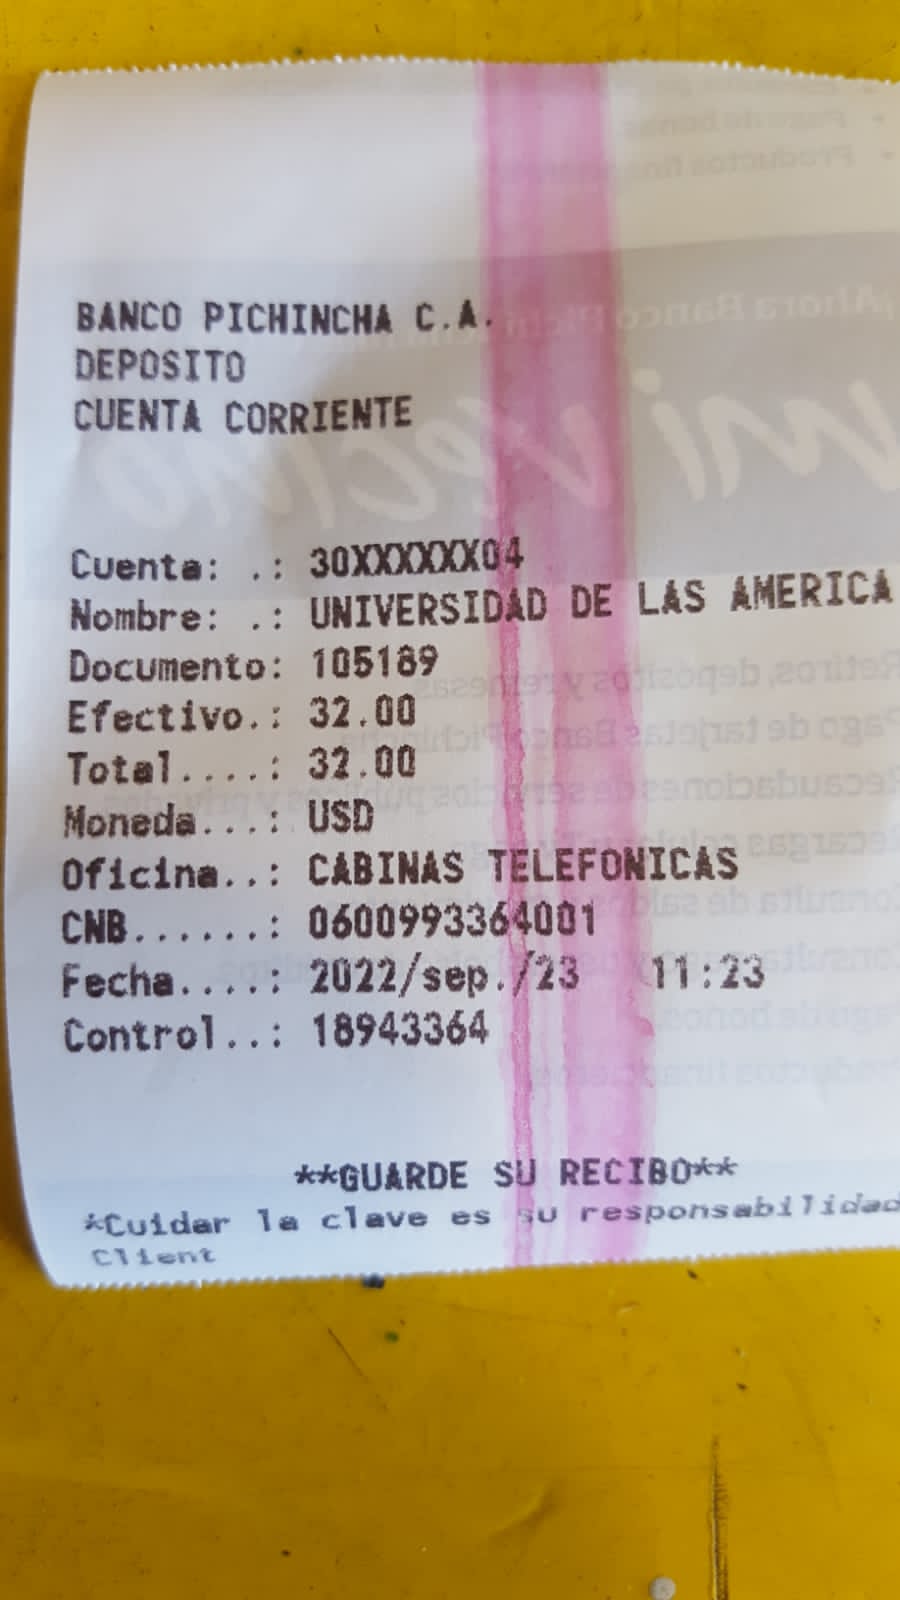 BANCO PICHINCHA C.A.
DEPOSITO
CUENTA CORRIENTE
Cuenta: .: 30XXXXXX04
Nombre: .: UNIVERSIDAD DE LAS AMERICA
Documento: 105189
Efectivo.: 32.00
Total....: 32.00
Moneda...: USD
Oficina..: CABINAS TELEFONICAS
CNB......: 0600993364001
Fecha....: 2022/sep./23 11:23
Control..: 18943364
**GUARDE SU RECIBO**
*Cuidar la clave es su responsabilidad
Client